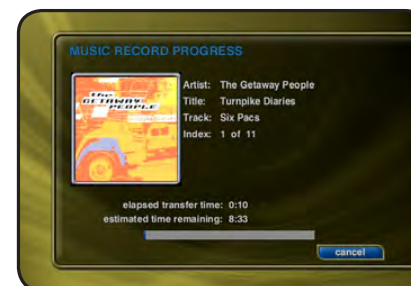 MUSIC RECORD PROGRESS
the
GETAWAY
PEOPLE
Artist: The Getaway People
Title: Turnpike Diaries
Track: Six Pacs
Index: 1 of 11
elapsed transfer time: 0:10
estimated time remaining: 8:33
cancel